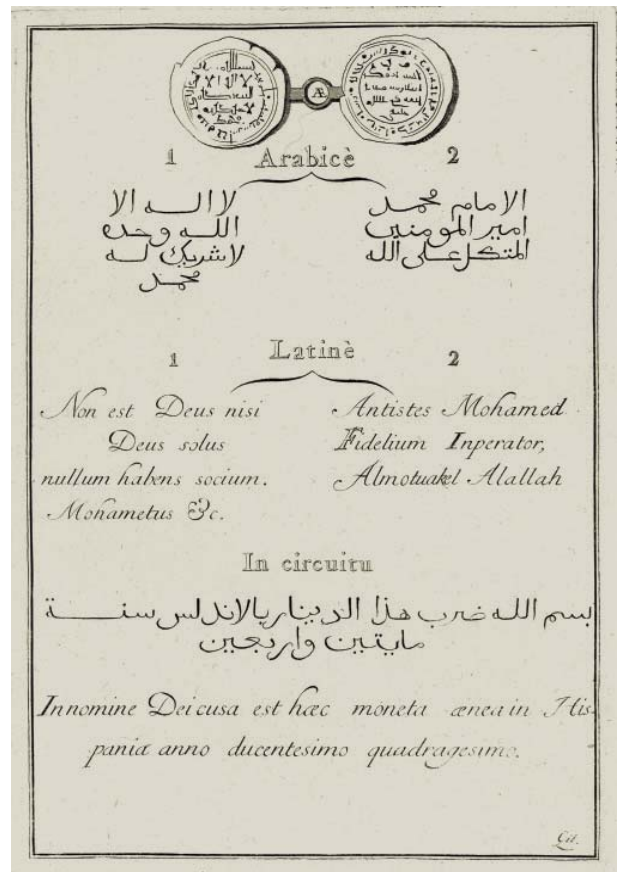 Æ
1 Arabicè 2
لا اله الا
الله وحده
لا شريك له
محمد
الامام محمد
امير المومنين
المتكل على الله
1 Latinè 2
Non est Deus nisi
Deus solus
nullum habens socium.
Mohametus &c.
Antistes Mohamed
Fidelium Inperator,
Almotuakel Alallah
In circuitu
بسم الله ضرب هذا الدينار بالاندلس سنة
مايتين واربعين
In nomine Dei cusa est hæc moneta ænea in His-
paniæ anno ducentesimo quadragesimo.